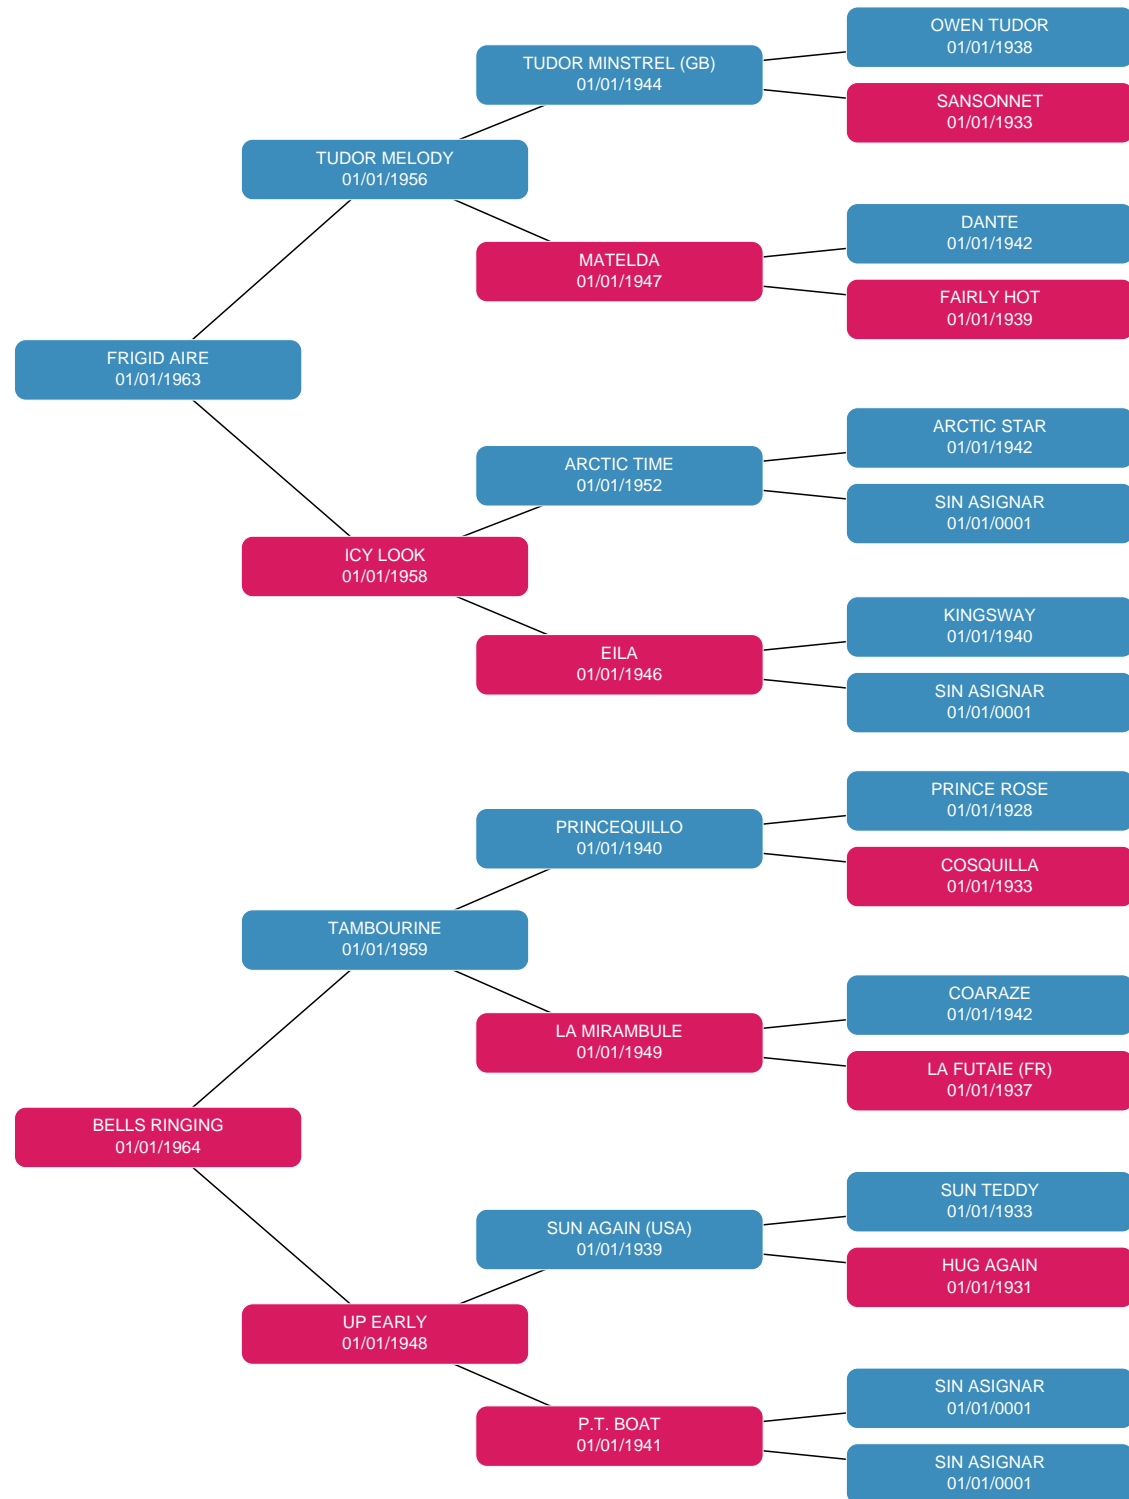 OWEN TUDOR
01/01/1938
TUDOR MINSTREL (GB)
01/01/1944
SANSONNET
01/01/1933
TUDOR MELODY
01/01/1956
DANTE
01/01/1942
MATELDA
01/01/1947
FAIRLY HOT
01/01/1939
FRIGID AIRE
01/01/1963
ARCTIC STAR
01/01/1942
ARCTIC TIME
01/01/1952
SIN ASIGNAR
01/01/0001
ICY LOOK
01/01/1958
KINGSWAY
01/01/1940
EILA
01/01/1946
SIN ASIGNAR
01/01/0001
PRINCE ROSE
01/01/1928
PRINCEQUILLO
01/01/1940
COSQUILLA
01/01/1933
TAMBOURINE
01/01/1959
COARAZE
01/01/1942
LA MIRAMBULE
01/01/1949
LA FUTAIE (FR)
01/01/1937
BELLS RINGING
01/01/1964
SUN TEDDY
01/01/1933
SUN AGAIN (USA)
01/01/1939
HUG AGAIN
01/01/1931
UP EARLY
01/01/1948
SIN ASIGNAR
01/01/0001
P.T. BOAT
01/01/1941
SIN ASIGNAR
01/01/0001